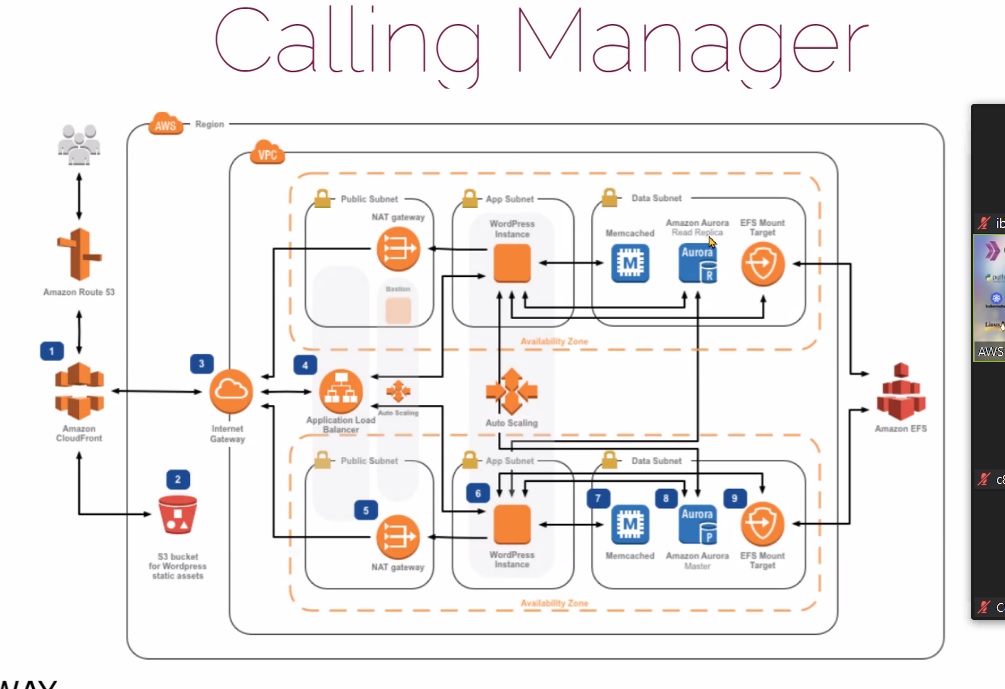 Calling Manager
AWS
Region
VPC
Public Subnet
App Subnet
Data Subnet
NAT gateway
WordPress
Instance
Memcached
Amazon Aurora
Read Replica
EFS Mount
Target
M
Aurora
R
Bastion
Amazon Route 53
Availability Zone
1
3
4
Auto Scaling
Amazon
CloudFront
Internet
Gateway
Application Load
Balancer
Auto Scaling
Amazon EFS
Public Subnet
App Subnet
Data Subnet
2
5
6
7
8
9
M
Aurora
P
S3 bucket
for Wordpress
static assets
NAT gateway
WordPress
Instance
Memcached
Amazon Aurora
Master
EFS Mount
Target
Availability Zone
AWS
WAY